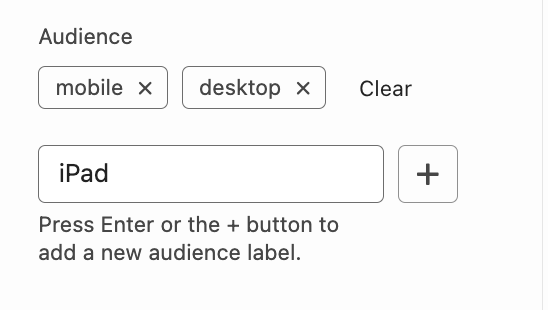 Audience
mobile × desktop × Clear
iPad +
Press Enter or the + button to
add a new audience label.